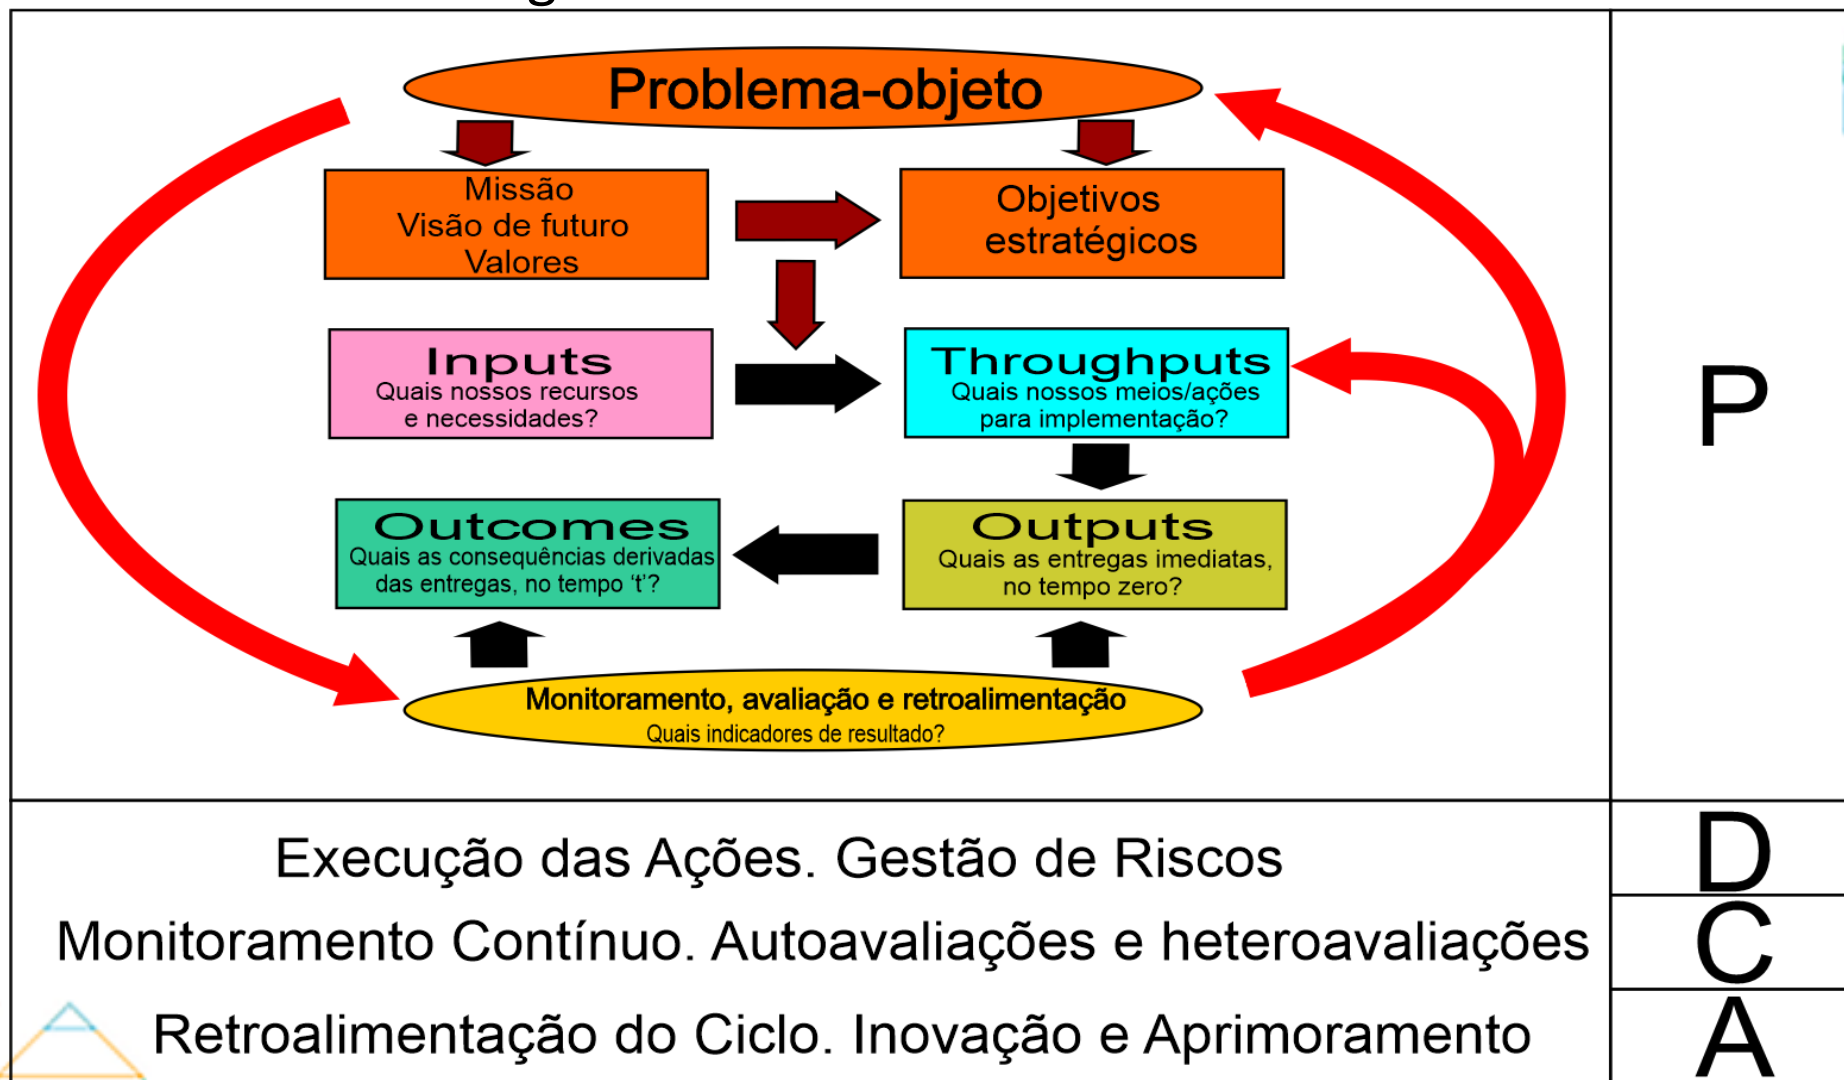 Problema-objeto
Missão
Visão de futuro
Valores
Objetivos
estratégicos
Inputs
Quais nossos recursos
e necessidades?
Throughputs
Quais nossos meios/ações
para implementação?
Outcomes
Quais as consequências derivadas
das entregas, no tempo ‘t’?
Outputs
Quais as entregas imediatas,
no tempo zero?
Monitoramento, avaliação e retroalimentação
Quais indicadores de resultado?
P
Execução das Ações. Gestão de Riscos
D
Monitoramento Contínuo. Autoavaliações e heteroavaliações
C
Retroalimentação do Ciclo. Inovação e Aprimoramento
A